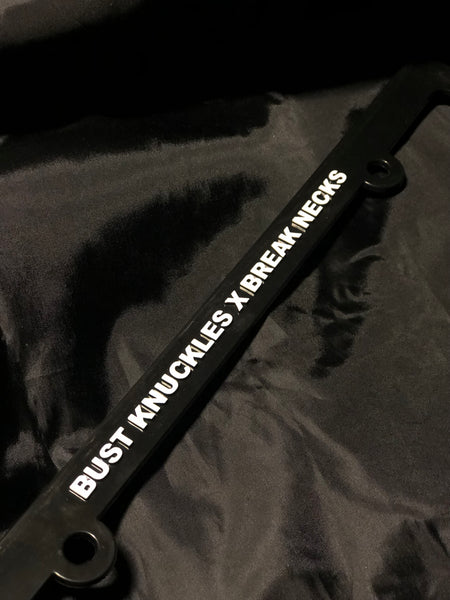 BUST KNUCKLES X BREAK NECKS